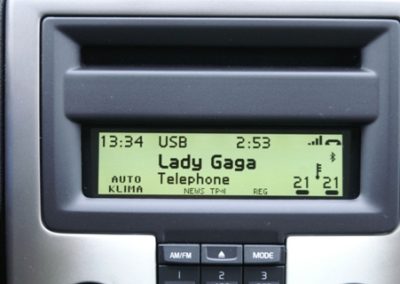 13:34 USB 2:53
Lady Gaga
AUTO Telephone
KLIMA NEWS TP4 REG 21 21
AM/FM MODE
1 2 3